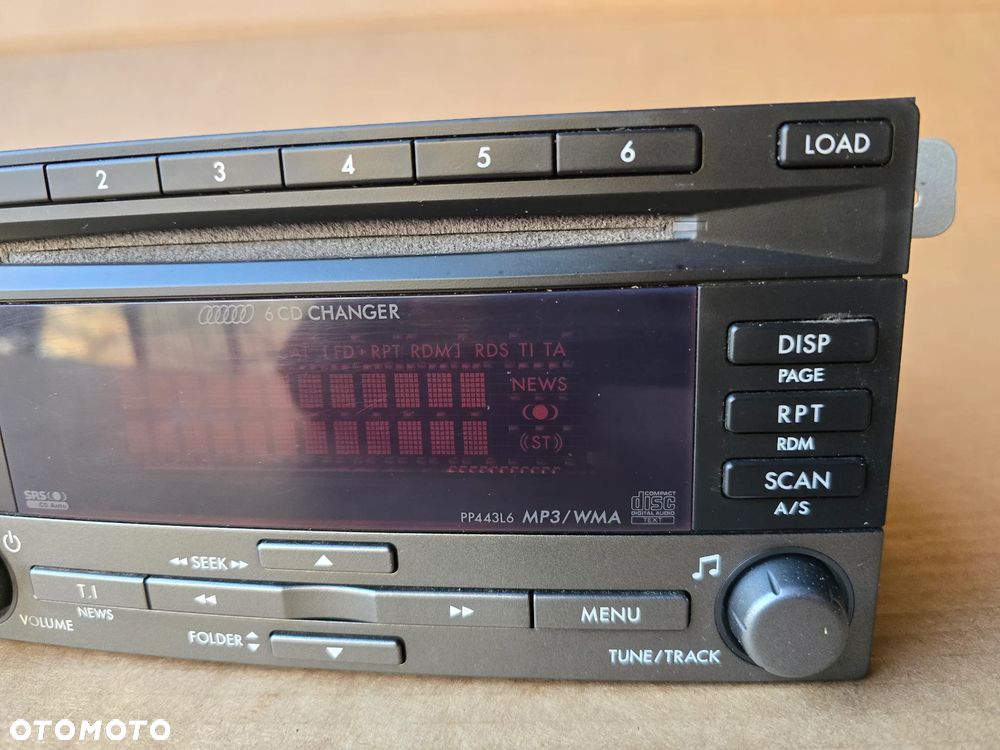 2 3 4 5 6 LOAD
6 CD CHANGER
RPT RDM] RDS TI TA
NEWS
((ST))
DISP
PAGE
RPT
RDM
SCAN
A/S
SRS
CS Auto
PP443L6 MP3/WMA
COMPACT
disc
DIGITAL AUDIO
TEXT
SEEK
T.I
NEWS
MENU
VOLUME
FOLDER
TUNE/TRACK
OTOMOTO